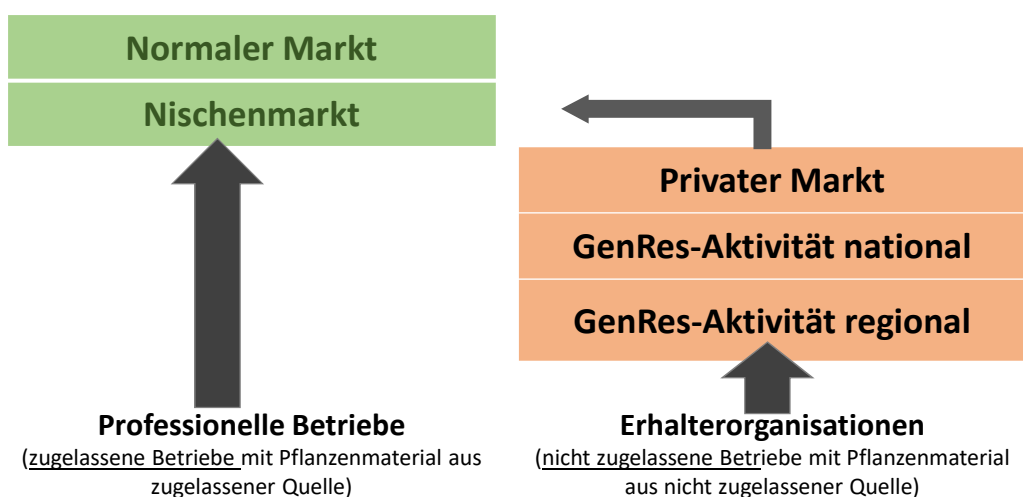 Normaler Markt
Nischenmarkt
Privater Markt
GenRes-Aktivität national
GenRes-Aktivität regional
Professionelle Betriebe
(zugelassene Betriebe mit Pflanzenmaterial aus
zugelassener Quelle)
Erhalterorganisationen
(nicht zugelassene Betriebe mit Pflanzenmaterial
aus nicht zugelassener Quelle)